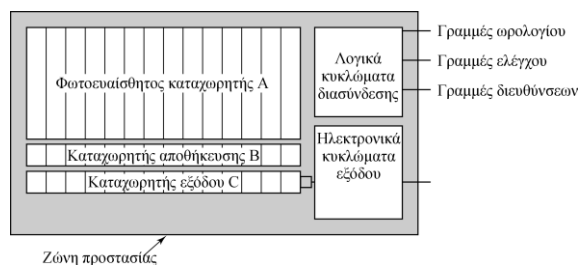 Φωτοευαίσθητος καταχωρητής Α
Καταχωρητής αποθήκευσης Β
Καταχωρητής εξόδου C
Λογικά
κυκλώματα
διασύνδεσης
Ηλεκτρονικά
κυκλώματα
εξόδου
Γραμμές ωρολογίου
Γραμμές ελέγχου
Γραμμές διευθύνσεων
Ζώνη προστασίας